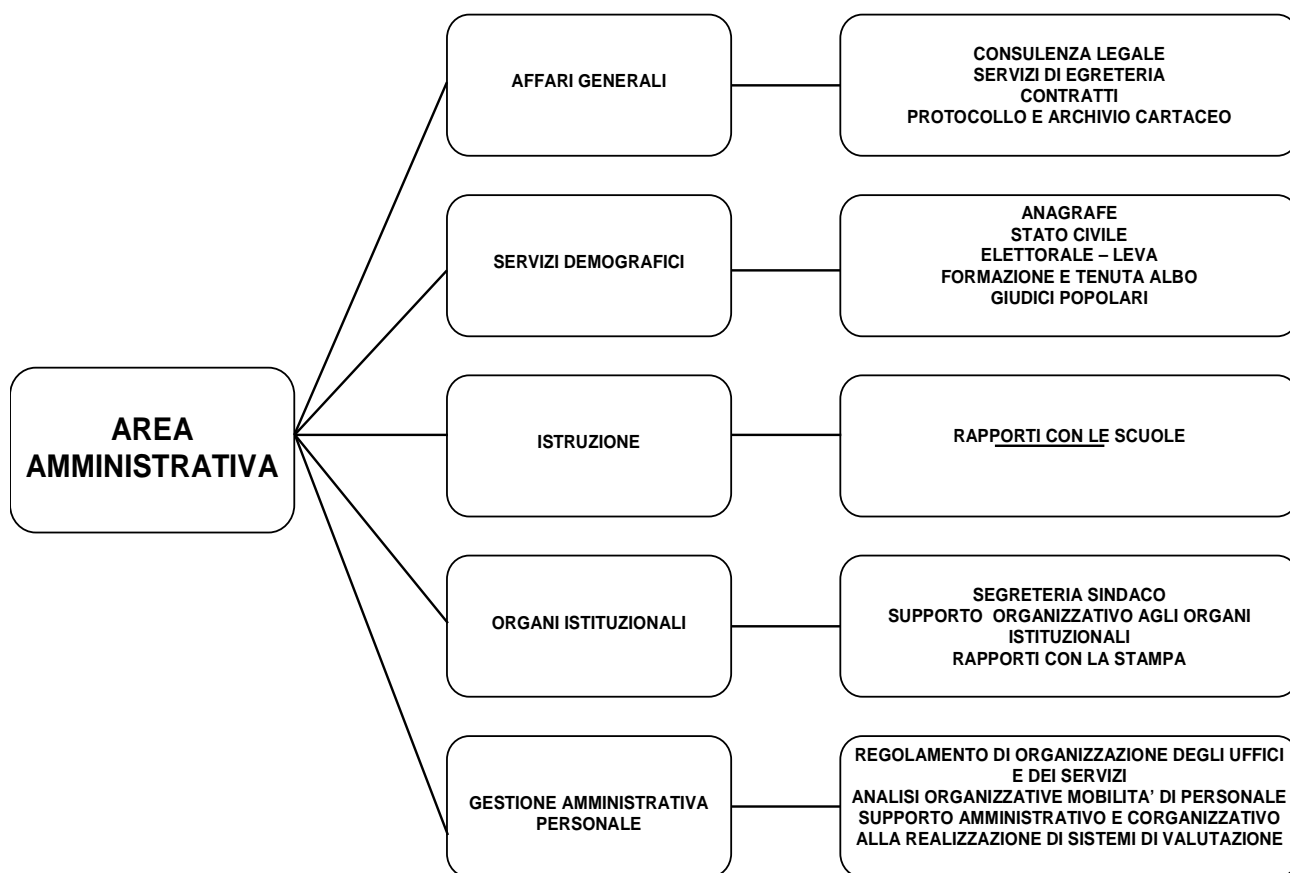 AFFARI GENERALI
CONSULENZA LEGALE
SERVIZI DI EGRETERIA
CONTRATTI
PROTOCOLLO E ARCHIVIO CARTACEO
SERVIZI DEMOGRAFICI
ANAGRAFE
STATO CIVILE
ELETTORALE – LEVA
FORMAZIONE E TENUTA ALBO
GIUDICI POPOLARI
AREA
AMMINISTRATIVA
ISTRUZIONE
RAPPORTI CON LE SCUOLE
ORGANI ISTITUZIONALI
SEGRETERIA SINDACO
SUPPORTO  ORGANIZZATIVO AGLI ORGANI
ISTITUZIONALI
RAPPORTI CON LA STAMPA
GESTIONE AMMINISTRATIVA
PERSONALE
REGOLAMENTO DI ORGANIZZAZIONE DEGLI UFFICI
E DEI SERVIZI
ANALISI ORGANIZZATIVE MOBILITA’ DI PERSONALE
SUPPORTO AMMINISTRATIVO E CORGANIZZATIVO
ALLA REALIZZAZIONE DI SISTEMI DI VALUTAZIONE